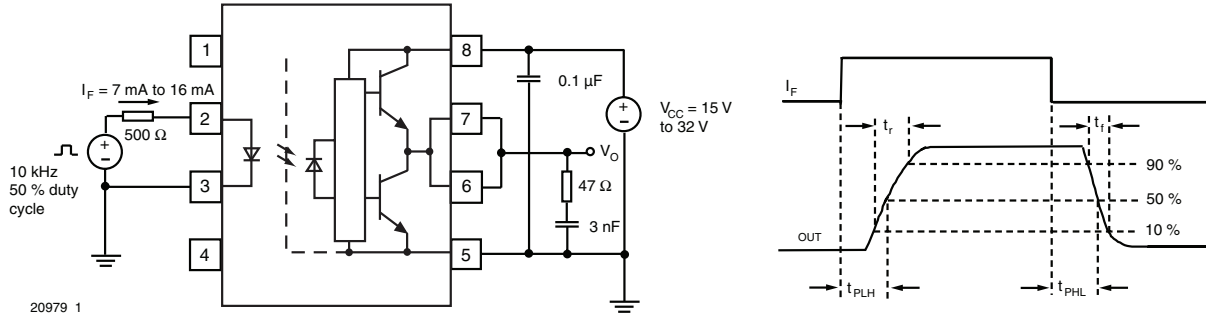 1
2
3
4
8
7
6
5
I_F = 7 mA to 16 mA
500 Ω
10 kHz
50 % duty
cycle
0.1 µF
V_CC = 15 V
to 32 V
V_O
47 Ω
3 nF
+
–
+
–
20979_1
I_F
t_r
t_f
90 %
50 %
10 %
OUT
t_PLH
t_PHL